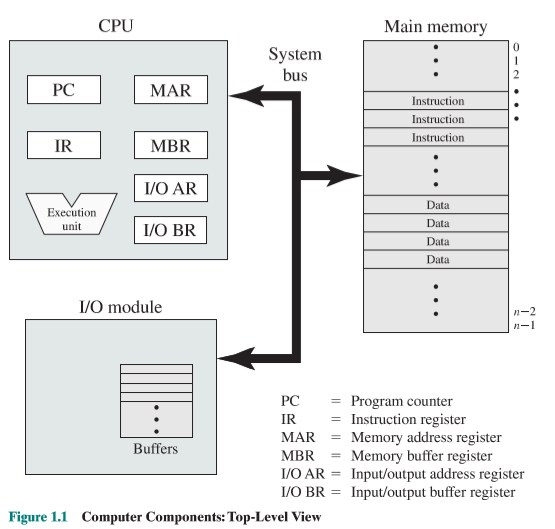 CPU
System
bus
Main memory
PC
MAR
IR
MBR
Execution
unit
I/O AR
I/O BR
0
1
2
Instruction
Instruction
Instruction
Data
Data
Data
Data
n–2
n–1
I/O module
Buffers
PC = Program counter
IR = Instruction register
MAR = Memory address register
MBR = Memory buffer register
I/O AR = Input/output address register
I/O BR = Input/output buffer register
Figure 1.1 Computer Components: Top-Level View